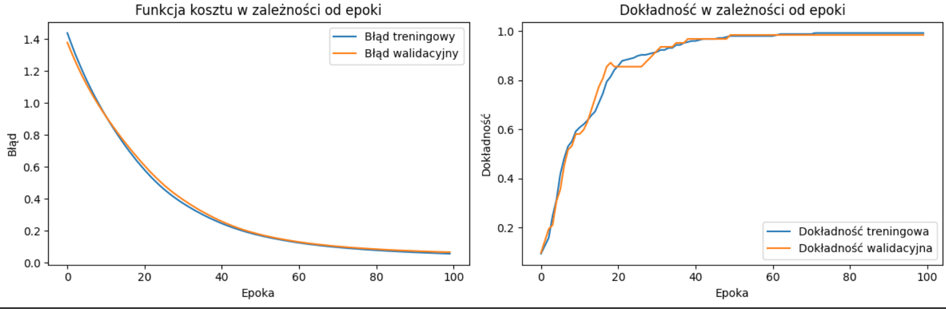 Funkcja kosztu w zależności od epoki
Błąd treningowy
Błąd walidacyjny
1.4
1.2
1.0
0.8
0.6
0.4
0.2
0.0
Błąd
0 20 40 60 80 100
Epoka
Dokładność w zależności od epoki
1.0
0.8
0.6
0.4
0.2
Dokładność
Dokładność treningowa
Dokładność walidacyjna
0 20 40 60 80 100
Epoka